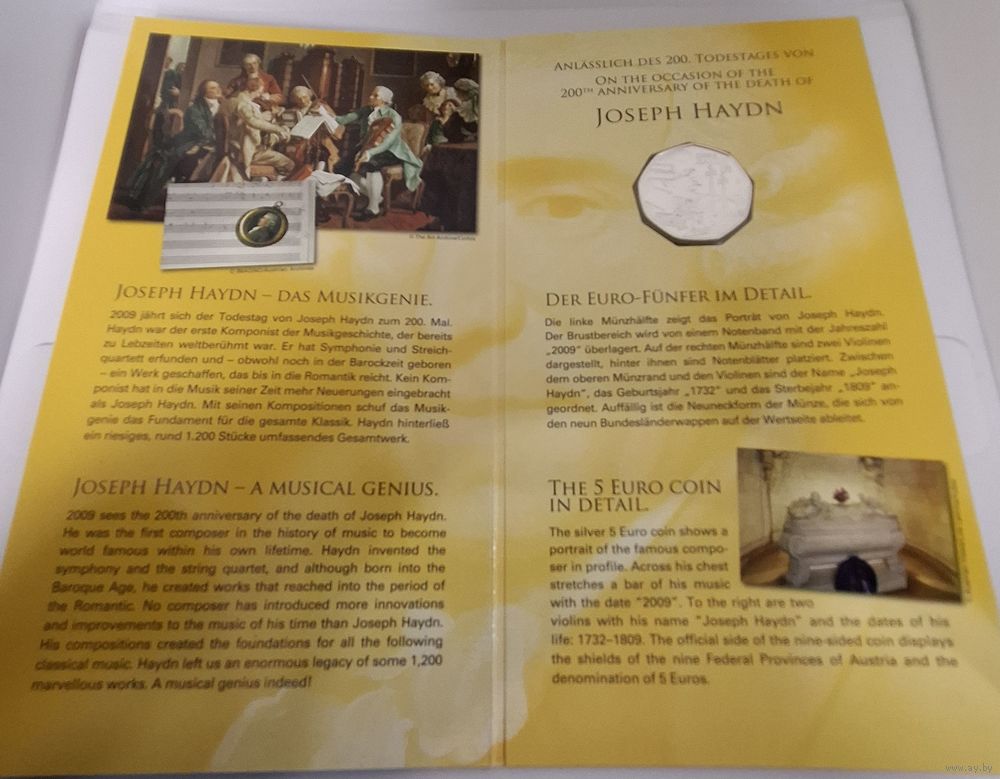 © The Art Archive/Corbis
JOSEPH HAYDN – DAS MUSIKGENIE.
2009 jährt sich der Todestag von Joseph Haydn zum 200. Mal.
Haydn war der erste Komponist der Musikgeschichte, der bereits
zu Lebzeiten weltberühmt war. Er hat Symphonie und Streich-
quartett erfunden und – obwohl noch in der Barockzeit geboren
– ein Werk geschaffen, das bis in die Romantik reicht. Kein Kom-
ponist hat in die Musik seiner Zeit mehr Neuerungen eingebracht
als Joseph Haydn. Mit seinen Kompositionen schuf das Musik-
genie das Fundament für die gesamte Klassik. Haydn hinterließ
ein riesiges, rund 1.200 Stücke umfassendes Gesamtwerk.
JOSEPH HAYDN – A MUSICAL GENIUS.
2009 sees the 200th anniversary of the death of Joseph Haydn.
He was the first composer in the history of music to become
world famous within his own lifetime. Haydn invented the
symphony and the string quartet, and although born into the
Baroque Age, he created works that reached into the period of
the Romantic. No composer has introduced more innovations
and improvements to the music of his time than Joseph Haydn.
His compositions created the foundations for all the following
classical music. Haydn left us an enormous legacy of some 1,200
marvellous works. A musical genius indeed!
ANLÄSSLICH DES 200. TODESTAGES VON
ON THE OCCASION OF THE
200TH ANNIVERSARY OF THE DEATH OF
JOSEPH HAYDN
DER EURO-FÜNFER IM DETAIL.
Die linke Münzhälfte zeigt das Porträt von Joseph Haydn.
Der Brustbereich wird von einem Notenband mit der Jahreszahl
„2009" überlagert. Auf der rechten Münzhälfte sind zwei Violinen
dargestellt, hinter ihnen sind Notenblätter platziert. Zwischen
dem oberen Münzrand und den Violinen sind der Name „Joseph
Haydn", das Geburtsjahr „1732" und das Sterbejahr „1809" an-
geordnet. Auffällig ist die Neuneckform der Münze, die sich von
den neun Bundesländerwappen auf der Wertseite ableitet.
THE 5 EURO COIN
IN DETAIL.
The silver 5 Euro coin shows a
portrait of the famous compo-
ser in profile. Across his chest
stretches a bar of his music
with the date "2009". To the right are two
violins with his name "Joseph Haydn" and the dates of his
life: 1732–1809. The official side of the nine-sided coin displays
the shields of the nine Federal Provinces of Austria and the
denomination of 5 Euros.
www.ay.by